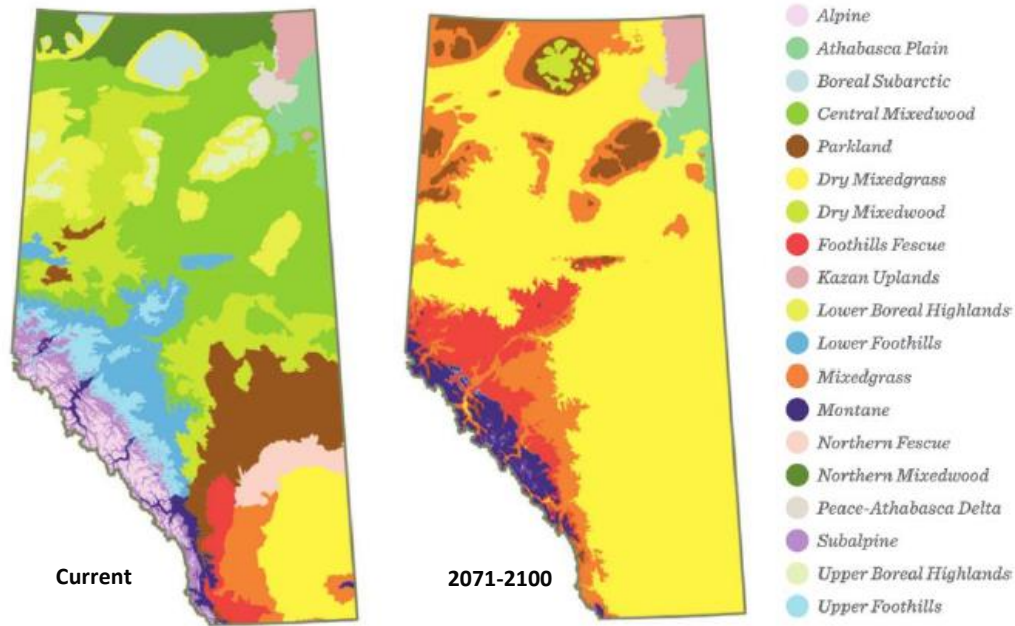 Alpine
Athabasca Plain
Boreal Subarctic
Central Mixedwood
Parkland
Dry Mixedgrass
Dry Mixedwood
Foothills Fescue
Kazan Uplands
Lower Boreal Highlands
Lower Foothills
Mixedgrass
Montane
Northern Fescue
Northern Mixedwood
Peace-Athabasca Delta
Subalpine
Upper Boreal Highlands
Upper Foothills
Current
2071-2100